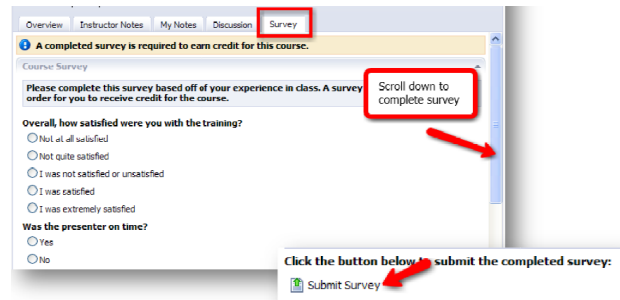 Overview Instructor Notes My Notes Discussion Survey
A completed survey is required to earn credit for this course.
Course Survey
Please complete this survey based off of your experience in class. A survey
order for you to receive credit for the course.
Scroll down to
complete survey
Overall, how satisfied were you with the training?
Not at all satisfied
Not quite satisfied
I was not satisfied or unsatisfied
I was satisfied
I was extremely satisfied
Was the presenter on time?
Yes
No
Click the button below to submit the completed survey:
Submit Survey